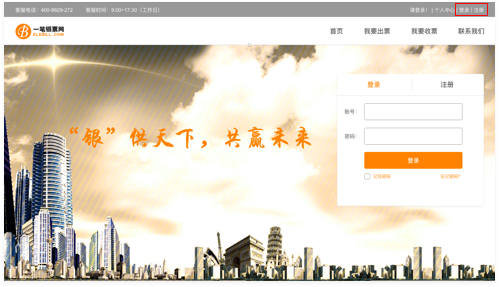 客服电话：400-9929-272 客服时间：9:00~17:30（工作日） 请登录！ | 个人中心 | 登录 | 注册
一笔银票网
EUBILL.COM
首页 我要出票 我要收票 联系我们
登录 注册
“银”供天下，共赢未来
账号：
密码：
登录
记住密码 忘记密码?